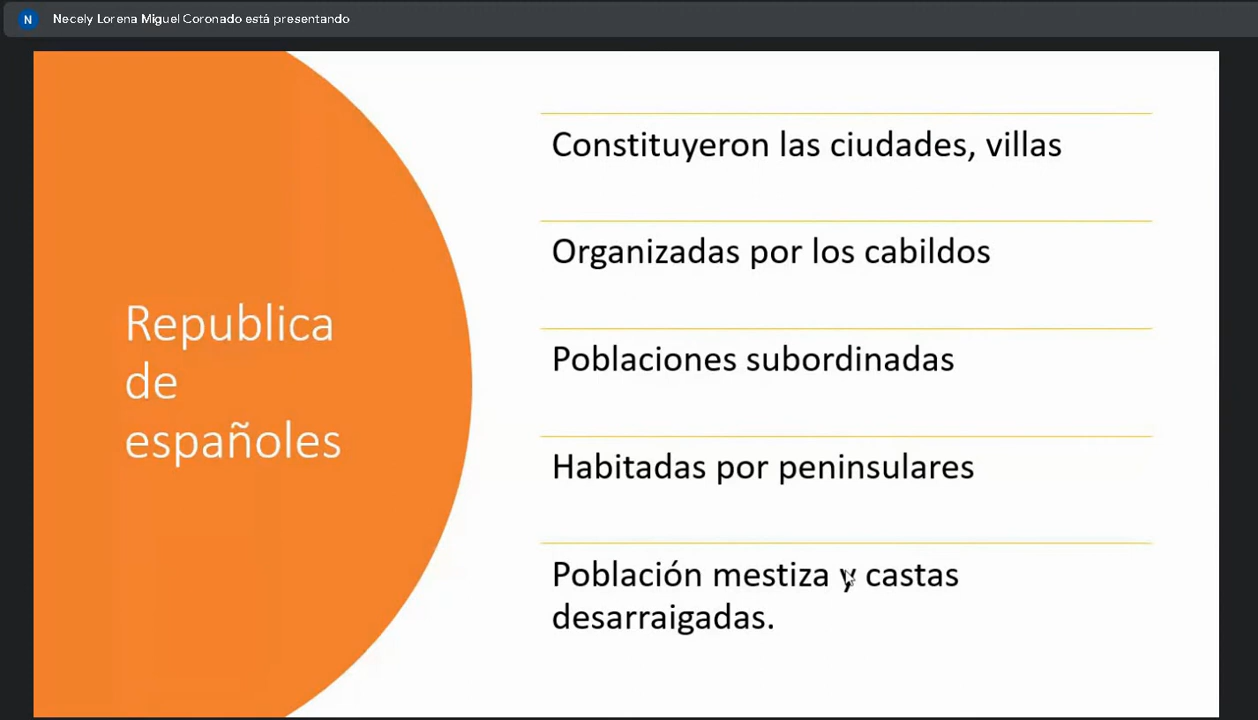 Necely Lorena Miguel Coronado está presentando
N
Republica
de
españoles
Constituyeron las ciudades, villas
Organizadas por los cabildos
Poblaciones subordinadas
Habitadas por peninsulares
Población mestiza y castas
desarraigadas.